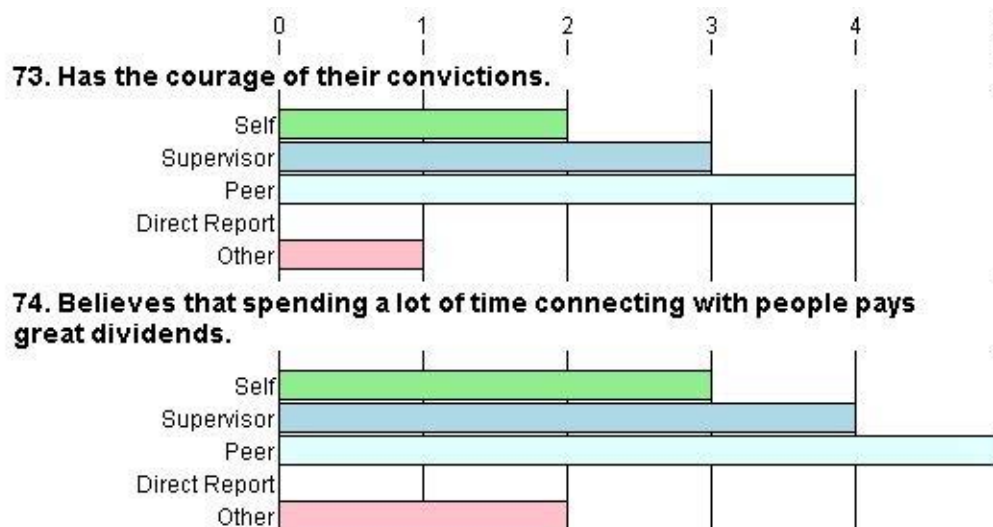 0 1 2 3 4
73. Has the courage of their convictions.
Self
Supervisor
Peer
Direct Report
Other
74. Believes that spending a lot of time connecting with people pays
great dividends.
Self
Supervisor
Peer
Direct Report
Other